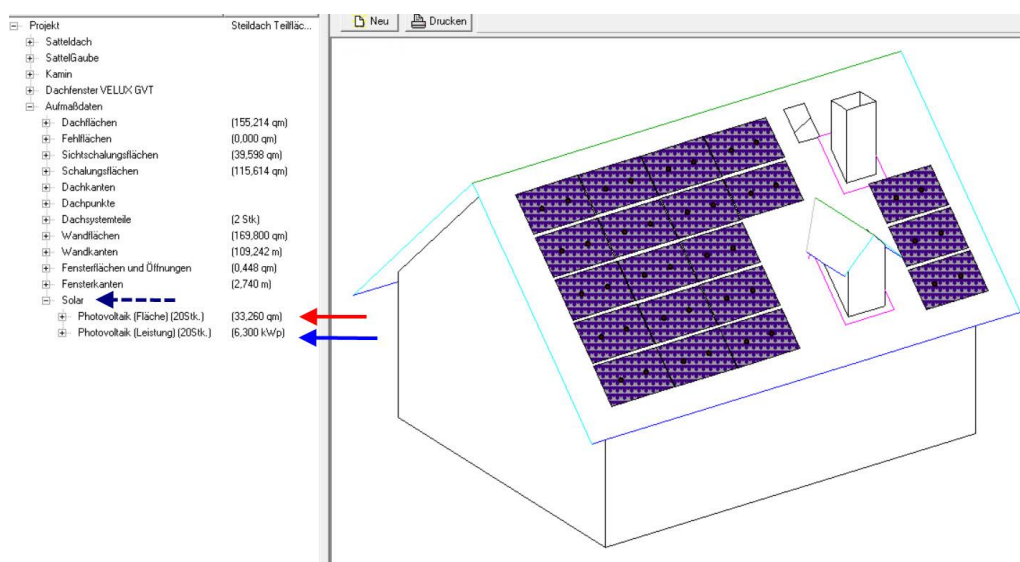 Neu Drucken
Projekt Steildach Teilfläc...
Satteldach
SattelGaube
Kamin
Dachfenster VELUX GVT
Aufmaßdaten
Dachflächen (155,214 qm)
Fehlflächen (0,000 qm)
Sichtschalungsflächen (39,598 qm)
Schalungsflächen (115,614 qm)
Dachkanten
Dachpunkte
Dachsystemteile (2 Stk.)
Wandflächen (169,800 qm)
Wandkanten (109,242 m)
Fensterflächen und Öffnungen (0,448 qm)
Fensterkanten (2,740 m)
Solar
Photovoltaik (Fläche) (20Stk.) (33,260 qm)
Photovoltaik (Leistung) (20Stk.) (6,300 kWp)